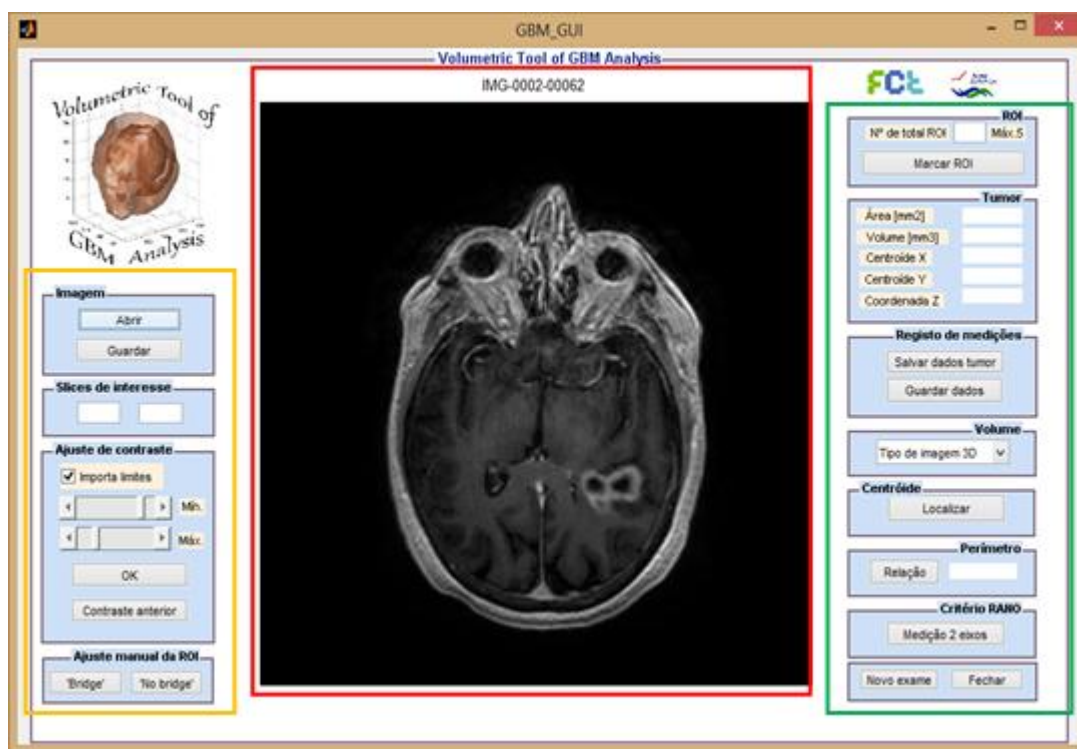 GBM_GUI
Volumetric Tool of GBM Analysis
Volumetric Tool of
GBM Analysis
IMG-0002-00062
FCt
Imagem
Abrir
Guardar
Slices de interesse
Ajuste de contraste
Importa limites
Mín.
Máx.
OK
Contraste anterior
Ajuste manual da ROI
'Bridge' 'No bridge'
ROI
Nº de total ROI Máx.5
Marcar ROI
Tumor
Área [mm2]
Volume [mm3]
Centroíde X
Centroíde Y
Coordenada Z
Registo de medições
Salvar dados tumor
Guardar dados
Volume
Tipo de imagem 3D
Centróide
Localizar
Perímetro
Relação
Critério RANO
Medição 2 eixos
Novo exame Fechar